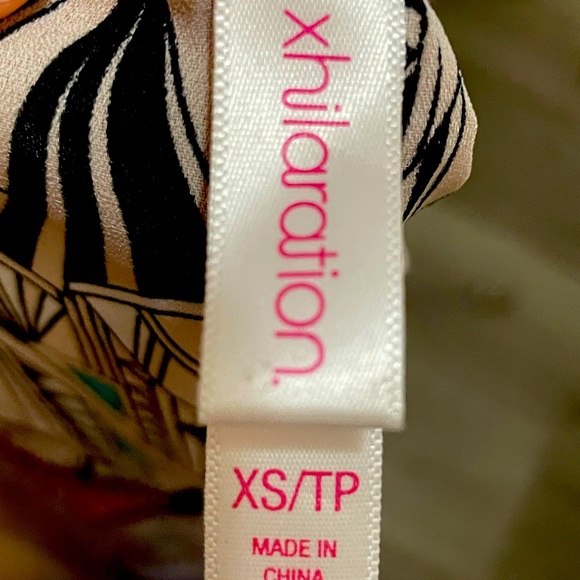 xhilaration.
XS/TP
MADE IN
CHINA